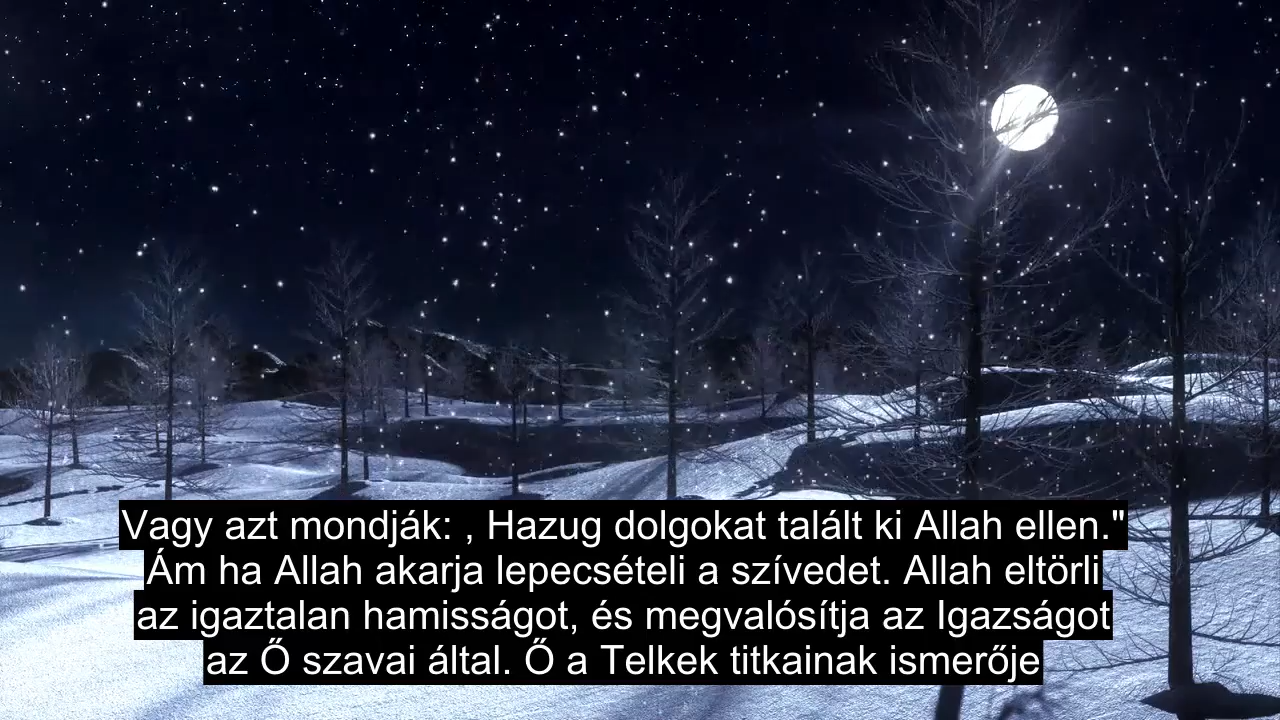 Vagy azt mondják: , Hazug dolgokat talált ki Allah ellen."
Ám ha Allah akarja lepecsételi a szívedet. Allah eltörli
az igaztalan hamisságot, és megvalósítja az Igazságot
az Ő szavai által. Ő a Telkek titkainak ismerője